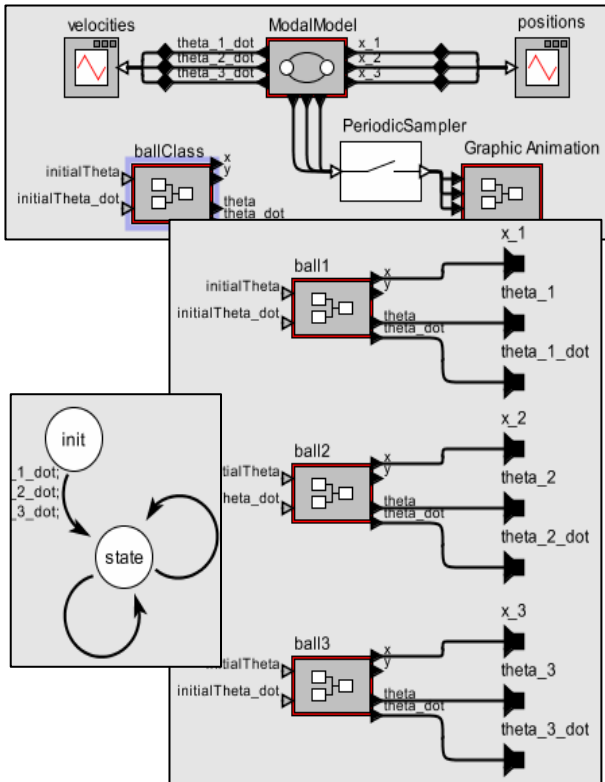 velocities
ModalModel
positions
theta_1_dot
x_1
theta_2_dot
x_2
theta_3_dot
x_3
PeriodicSampler
Graphic Animation
ballClass
initialTheta
x
y
initialTheta_dot
theta
theta_dot
ball1
x_1
initialTheta
x
y
theta_1
initialTheta_dot
theta
theta_dot
theta_1_dot
init
_1_dot;
_2_dot;
_3_dot;
state
ball2
x_2
itialTheta
x
y
theta_2
heta_dot
theta
theta_dot
theta_2_dot
ball3
x_3
initialTheta
x
y
theta_3
initialTheta_dot
theta
theta_dot
theta_3_dot